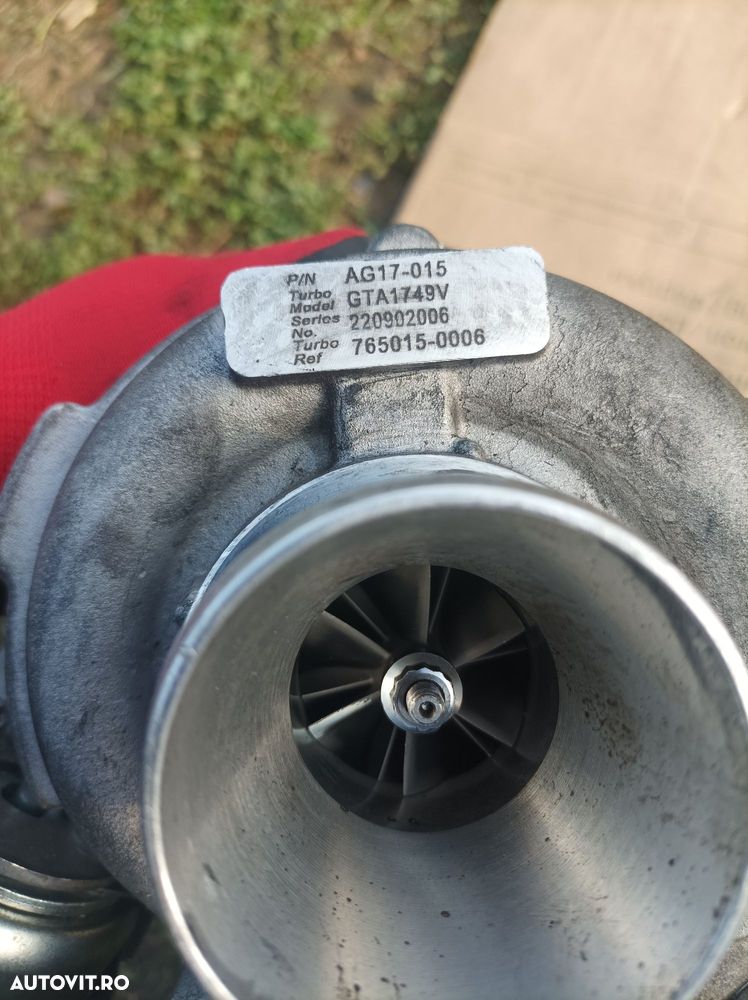 P/N AG17-015
Turbo Model GTA1749V
Series No. 220902006
Turbo Ref 765015-0006
AUTOVIT.RO